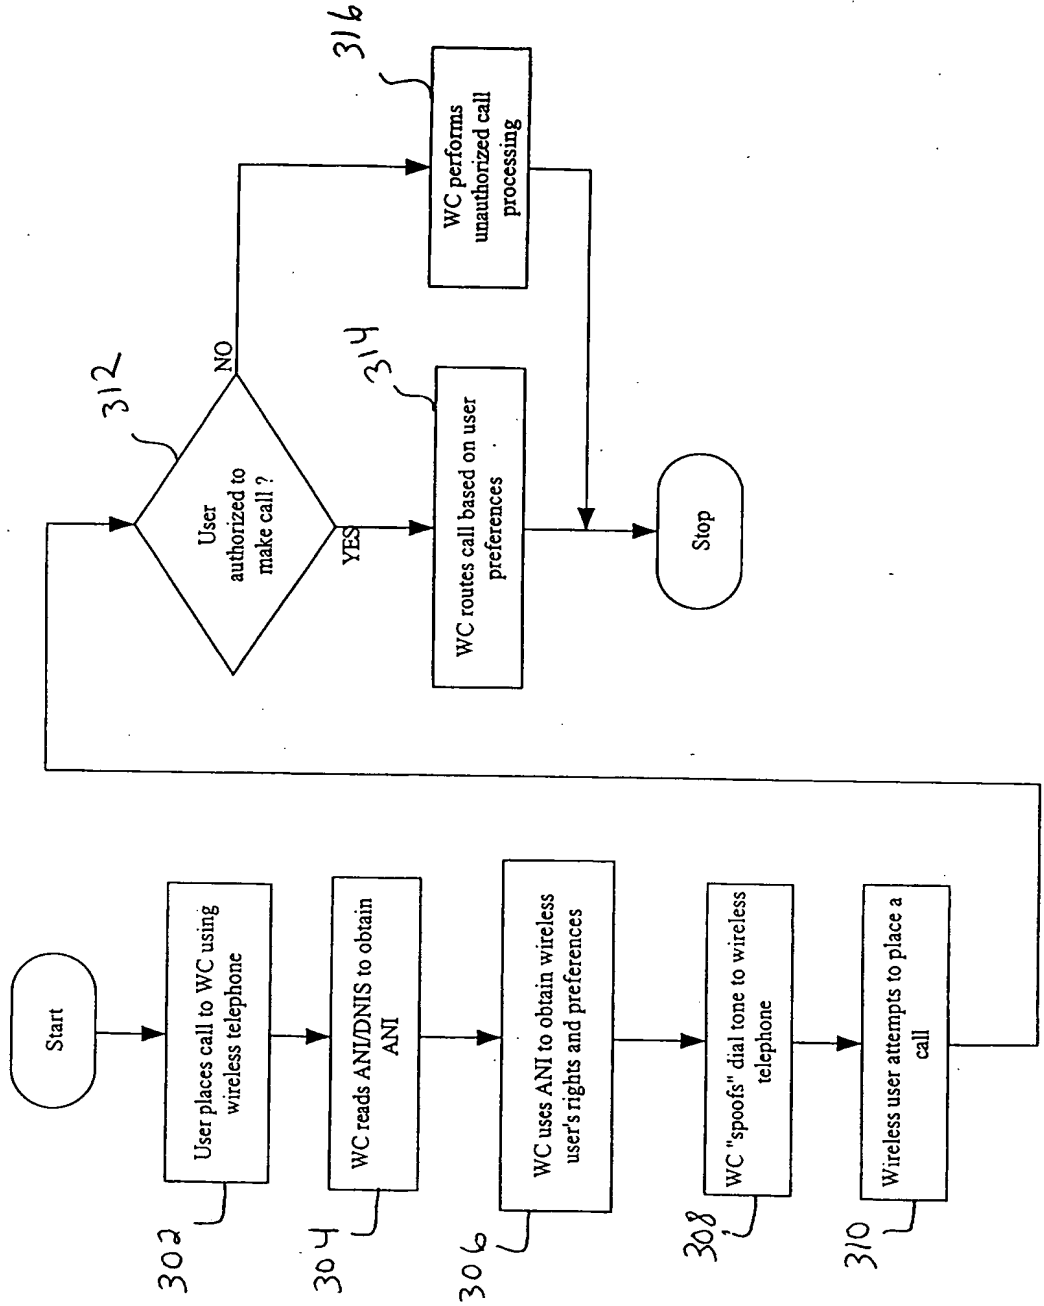 Start
302
User places call to WC using
wireless telephone
304
WC reads ANI/DNIS to obtain
ANI
306
WC uses ANI to obtain wireless
user's rights and preferences
308
WC "spoofs" dial tone to wireless
telephone
310
Wireless user attempts to place a
call
312
User
authorized to
make call ?
NO
YES
314
WC routes call based on user
preferences
316
WC performs
unauthorized call
processing
Stop